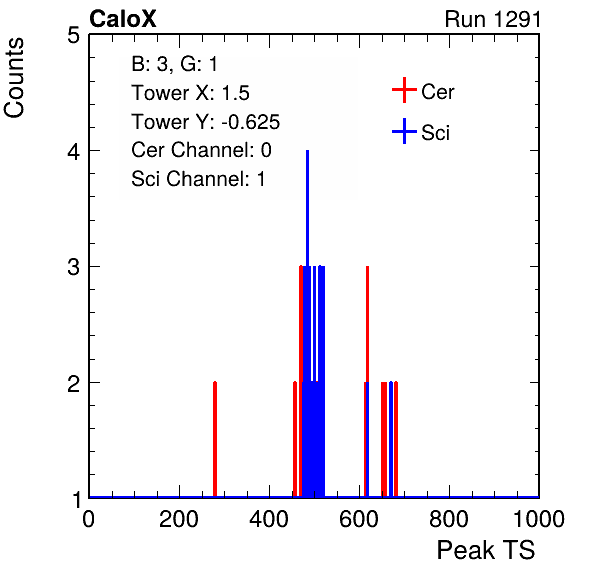 CaloX Run 1291
Counts
B: 3, G: 1
Tower X: 1.5
Tower Y: -0.625
Cer Channel: 0
Sci Channel: 1
Cer
Sci
5
4
3
2
1
0 200 400 600 800 1000
Peak TS